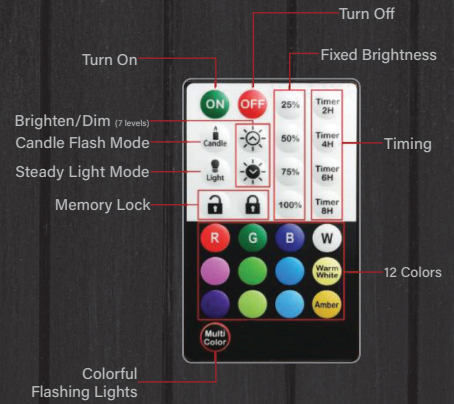 Turn Off
Turn On
Fixed Brightness
ON OFF 25% Timer 2H
Brighten/Dim (7 levels)
Candle Flash Mode
Candle 50% Timer 4H
Timing
Steady Light Mode
Light 75% Timer 6H
Memory Lock
100% Timer 8H
R G B W
Warm White
12 Colors
Amber
Multi Color
Colorful
Flashing Lights